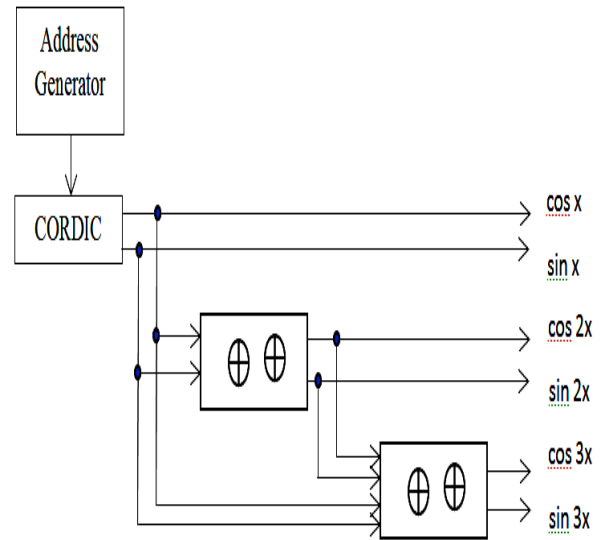 Address
Generator
CORDIC
cos x
sin x
cos 2x
sin 2x
cos 3x
sin 3x